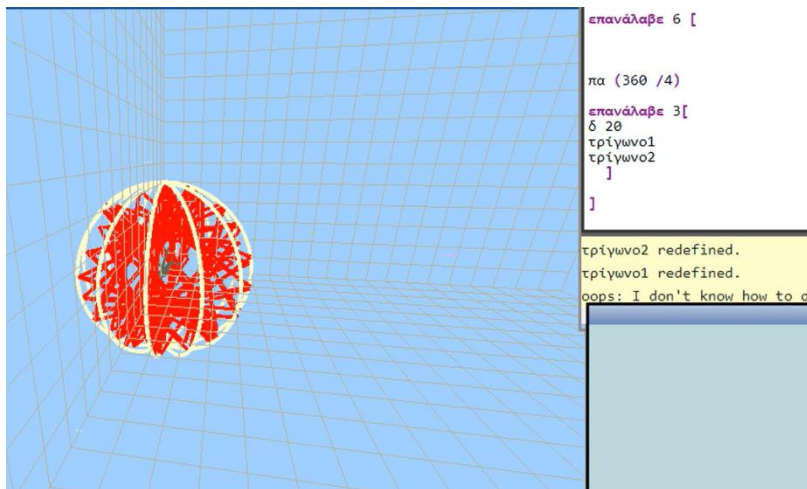 επανάλαβε 6 [
πα (360 /4)
επανάλαβε 3[
δ 20
τρίγωνο1
τρίγωνο2
]
]
τρίγωνο2 redefined.
τρίγωνο1 redefined.
oops: I don't know how to